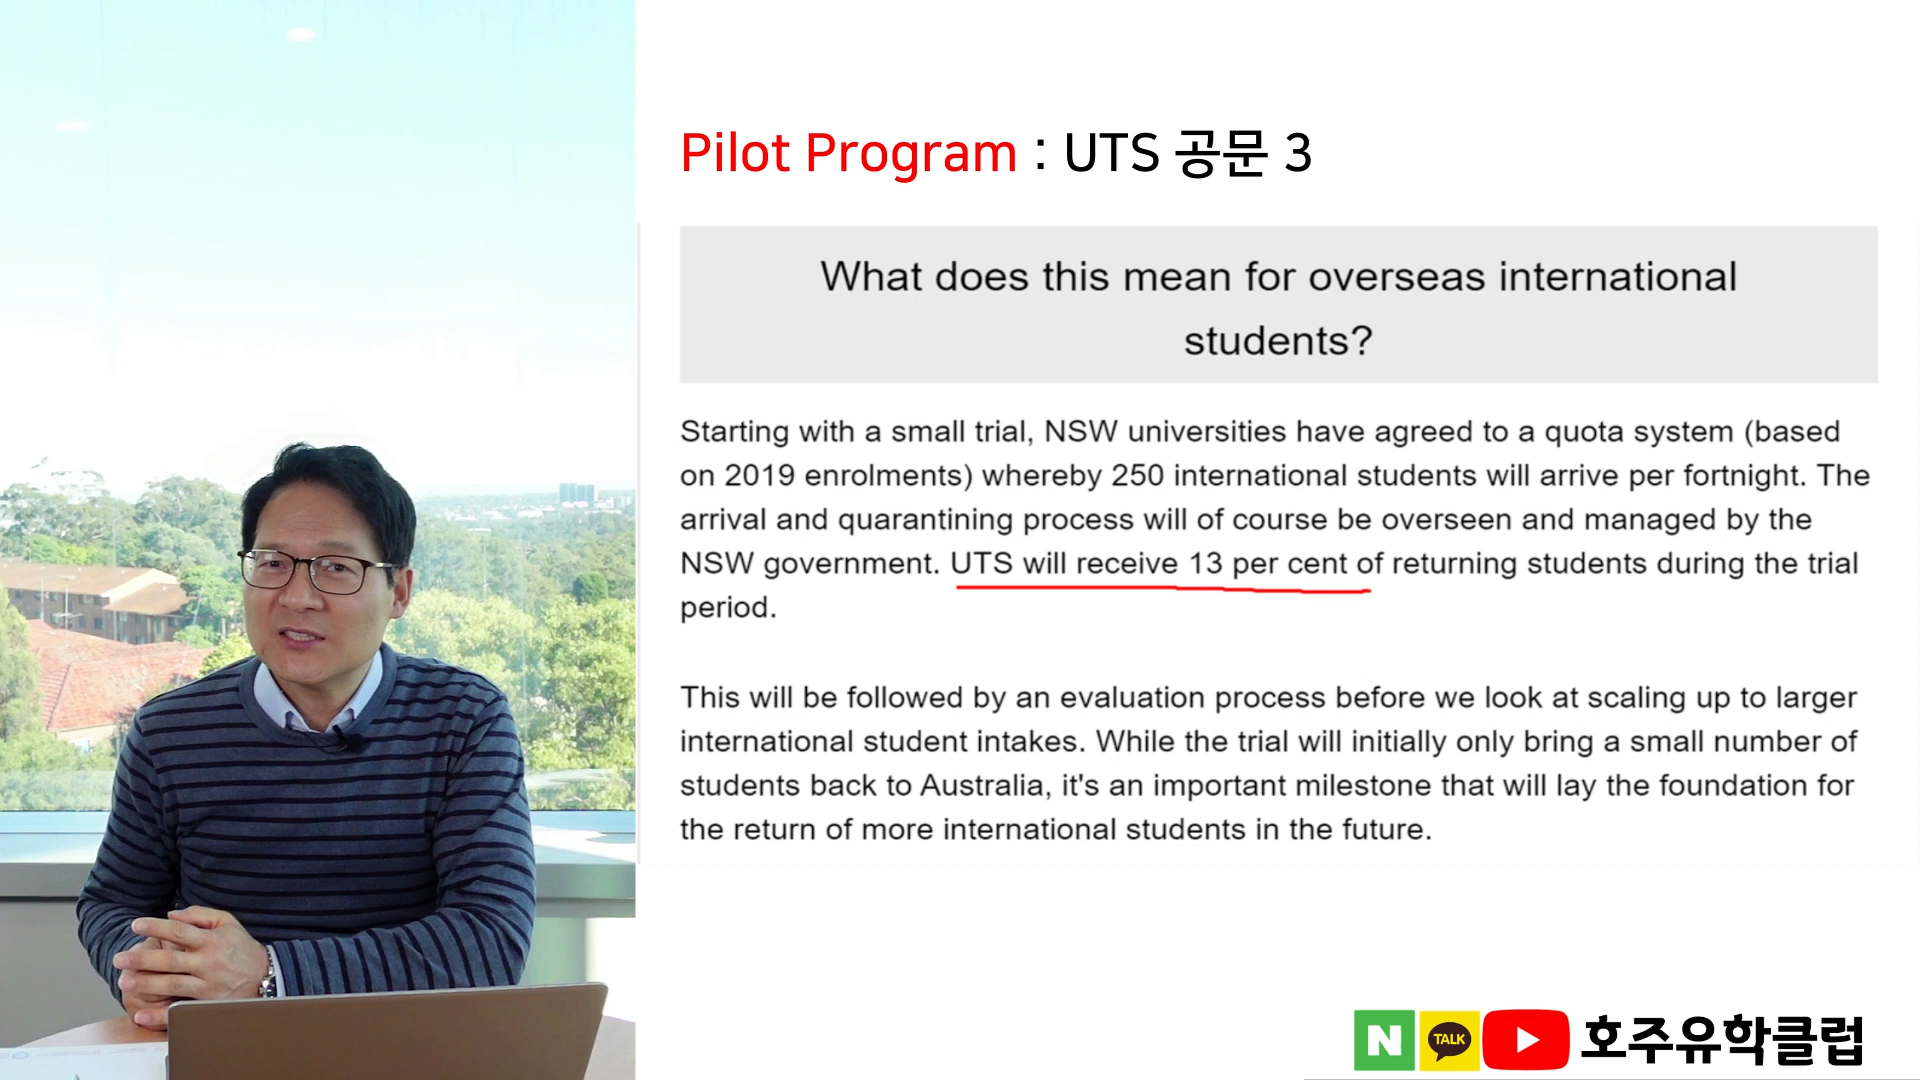 Pilot Program : UTS 공문 3
What does this mean for overseas international
students?
Starting with a small trial, NSW universities have agreed to a quota system (based
on 2019 enrolments) whereby 250 international students will arrive per fortnight. The
arrival and quarantining process will of course be overseen and managed by the
NSW government. UTS will receive 13 per cent of returning students during the trial
period.
This will be followed by an evaluation process before we look at scaling up to larger
international student intakes. While the trial will initially only bring a small number of
students back to Australia, it's an important milestone that will lay the foundation for
the return of more international students in the future.
N TALK 호주유학클럽